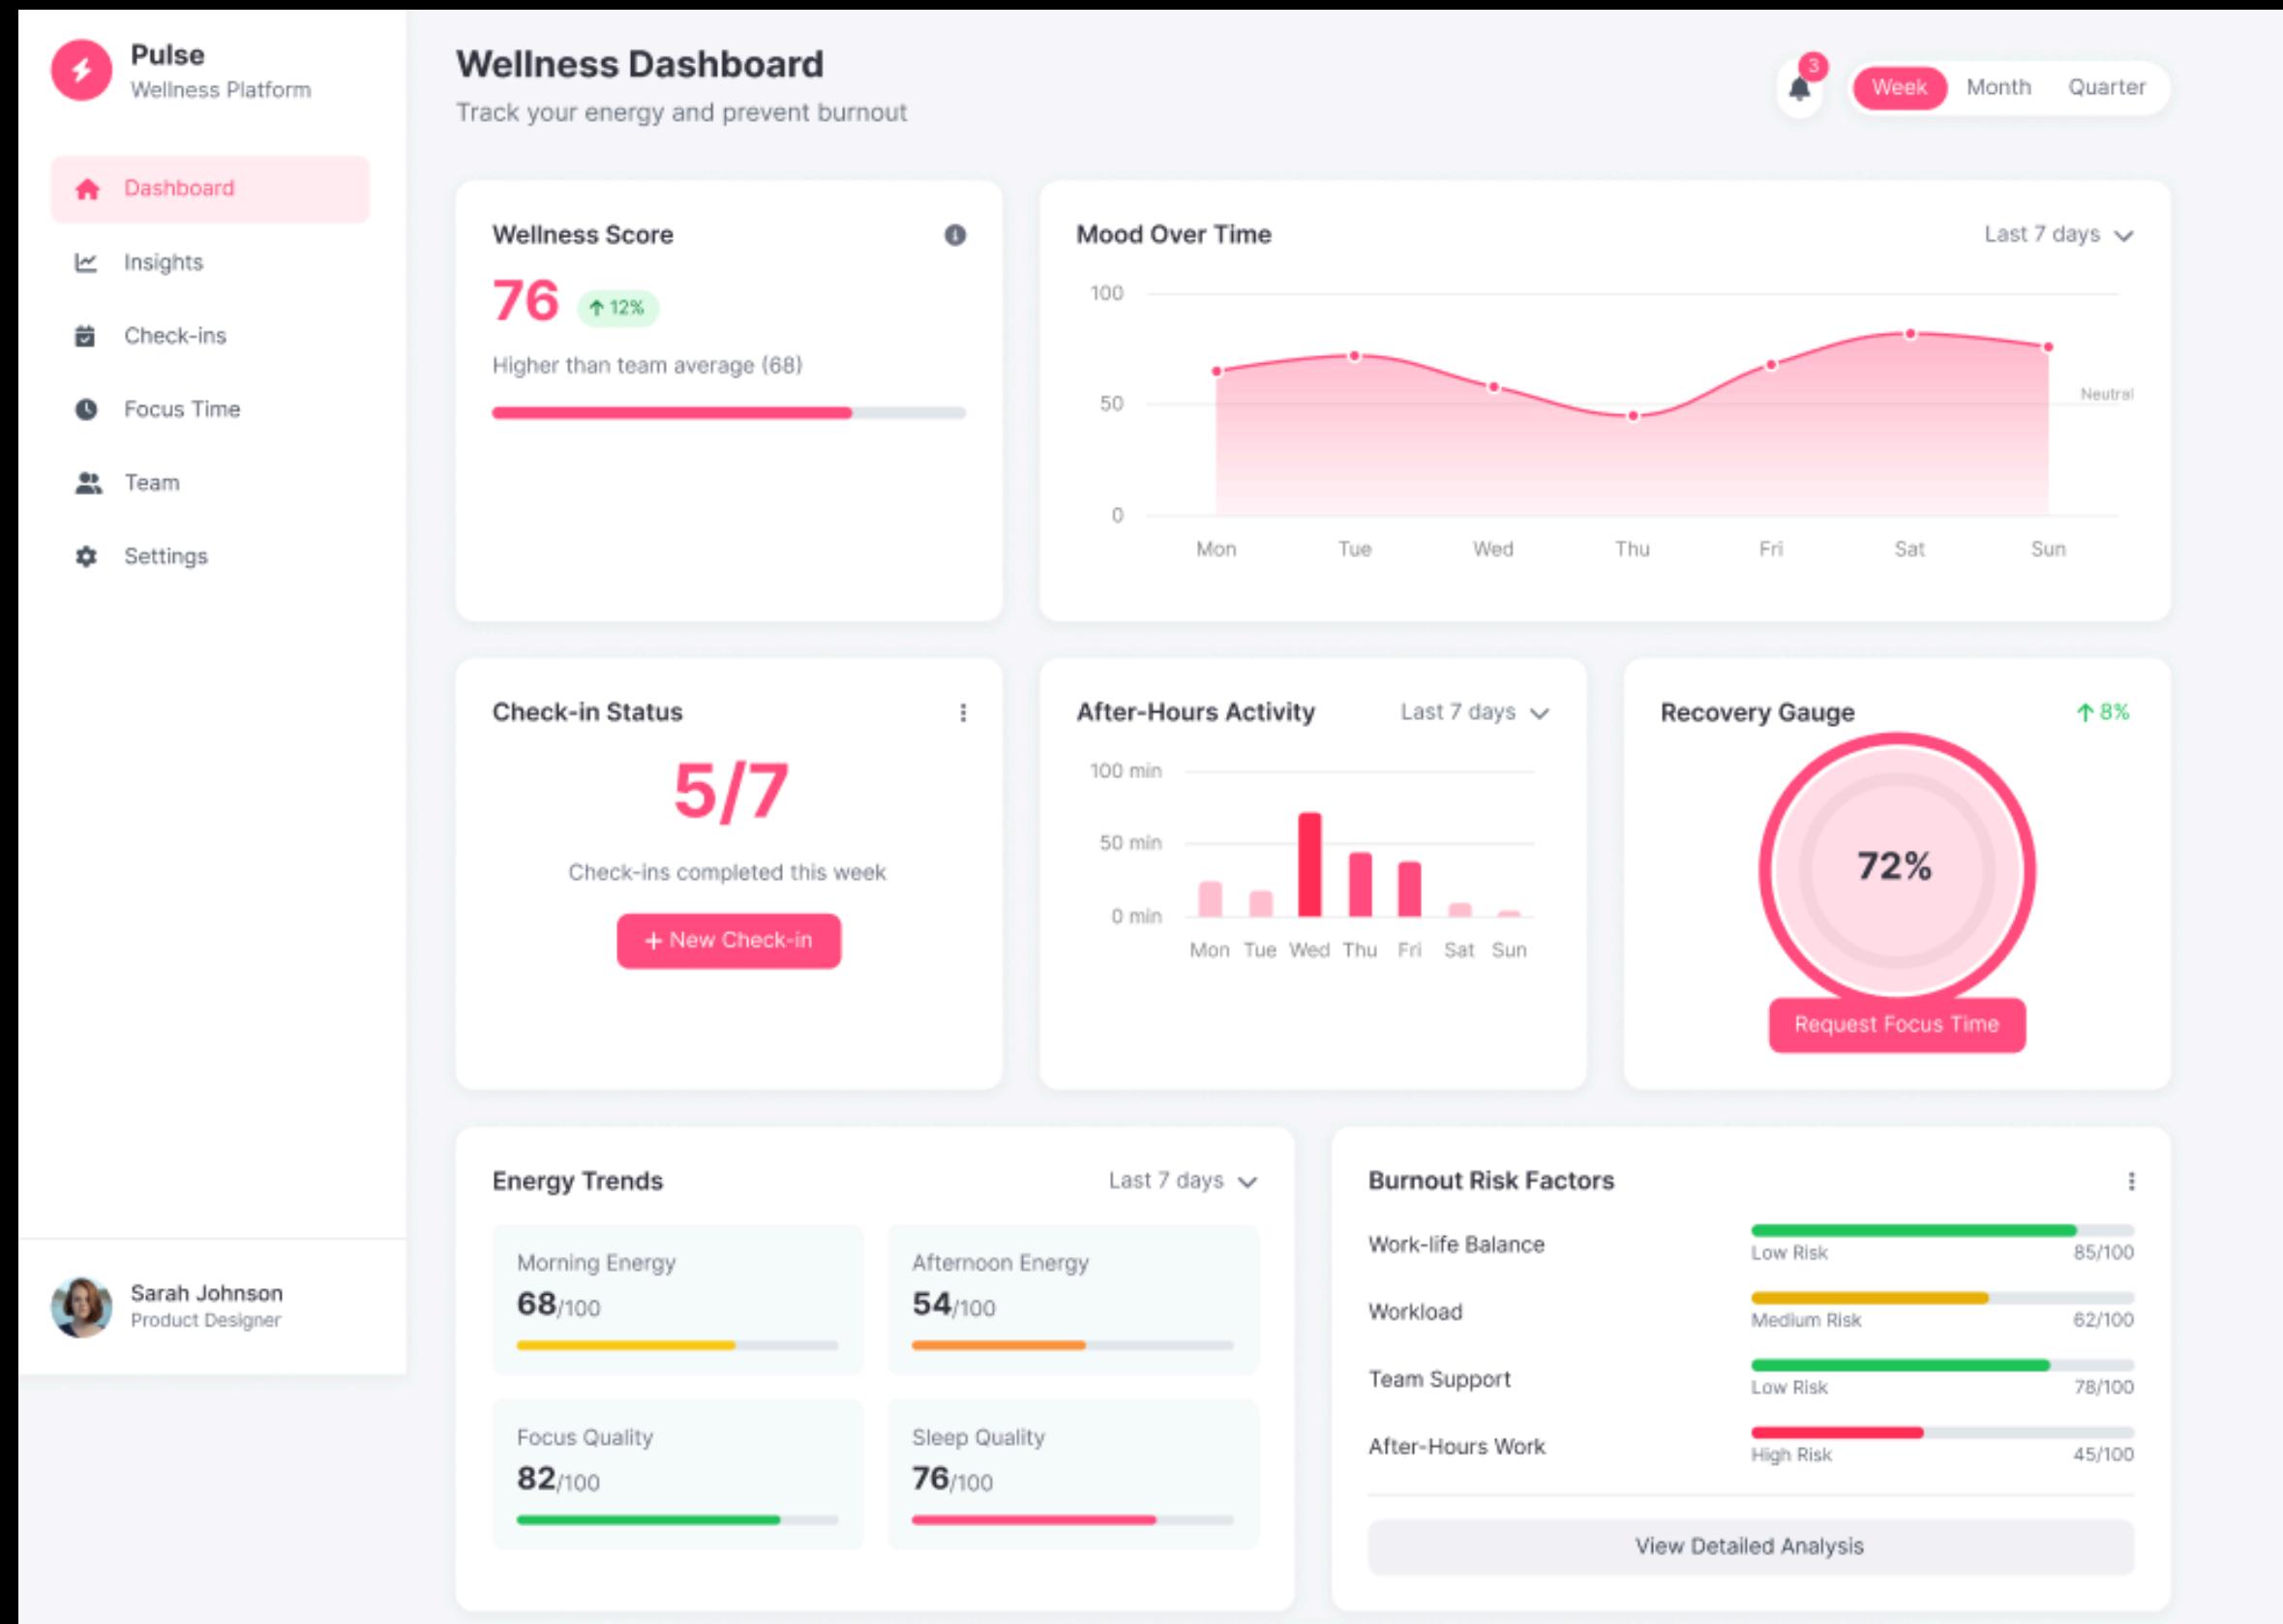 Pulse
Wellness Platform
Dashboard
Insights
Check-ins
Focus Time
Team
Settings
Sarah Johnson
Product Designer
Wellness Dashboard
Track your energy and prevent burnout
3
Week Month Quarter
Wellness Score
76 ↑ 12%
Higher than team average (68)
Mood Over Time
Last 7 days
100
50
0
Neutral
Mon Tue Wed Thu Fri Sat Sun
Check-in Status
5/7
Check-ins completed this week
+ New Check-in
After-Hours Activity
Last 7 days
100 min
50 min
0 min
Mon Tue Wed Thu Fri Sat Sun
Recovery Gauge
↑ 8%
72%
Request Focus Time
Energy Trends
Last 7 days
Morning Energy
68/100
Afternoon Energy
54/100
Focus Quality
82/100
Sleep Quality
76/100
Burnout Risk Factors
Work-life Balance
Low Risk 85/100
Workload
Medium Risk 62/100
Team Support
Low Risk 78/100
After-Hours Work
High Risk 45/100
View Detailed Analysis